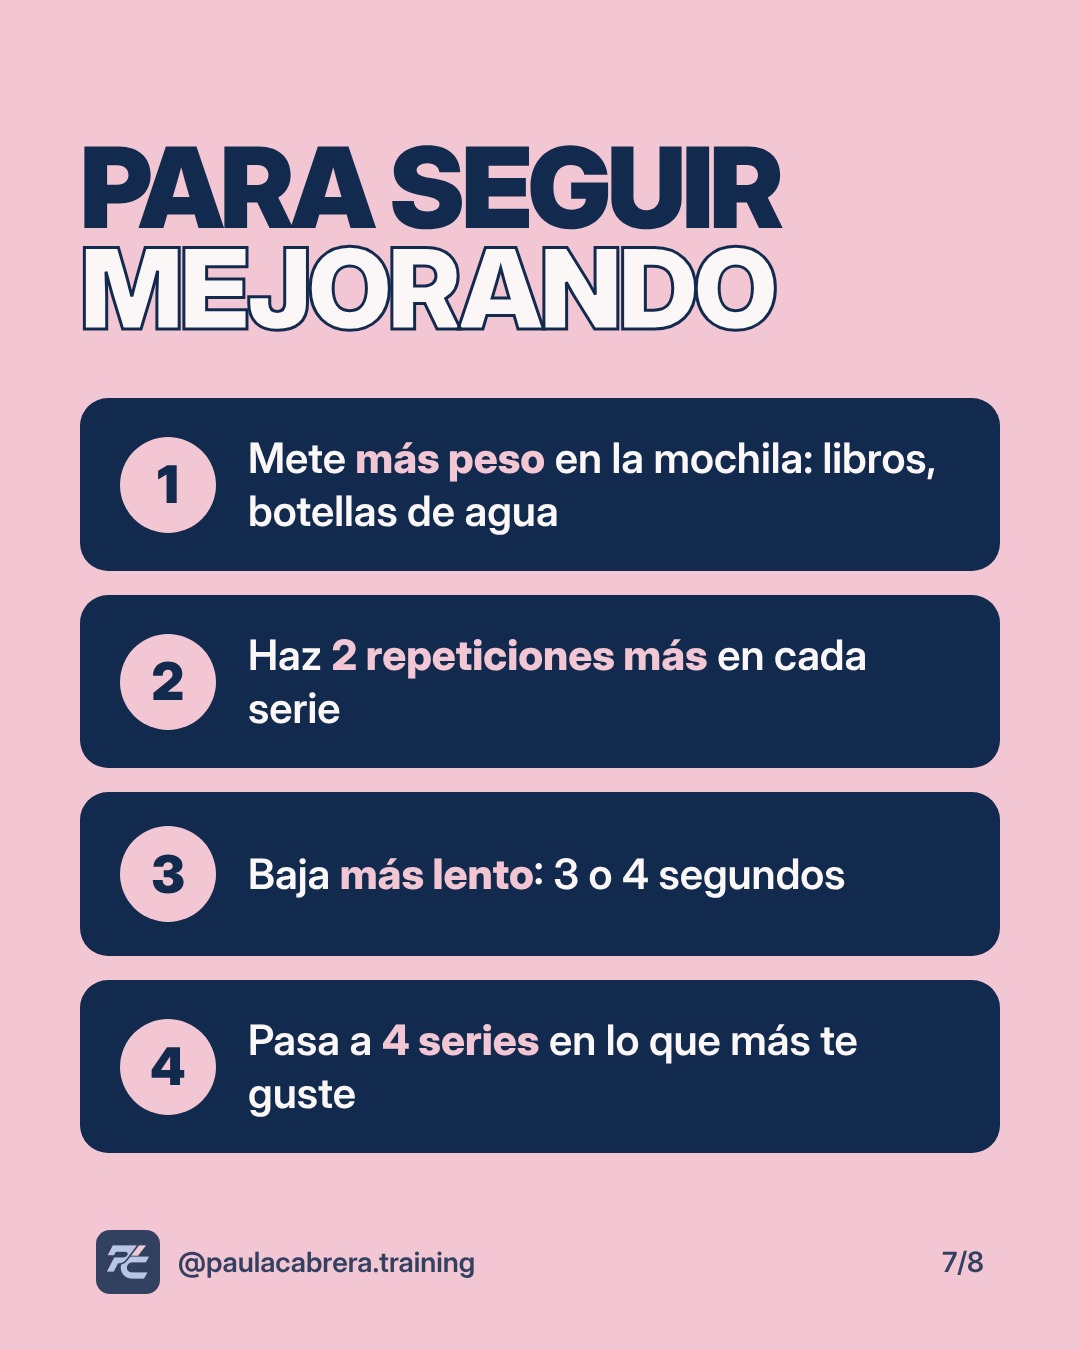 PARA SEGUIR
MEJORANDO
1
Mete más peso en la mochila: libros,
botellas de agua
2
Haz 2 repeticiones más en cada
serie
3
Baja más lento: 3 o 4 segundos
4
Pasa a 4 series en lo que más te
guste
PC
@paulacabrera.training
7/8